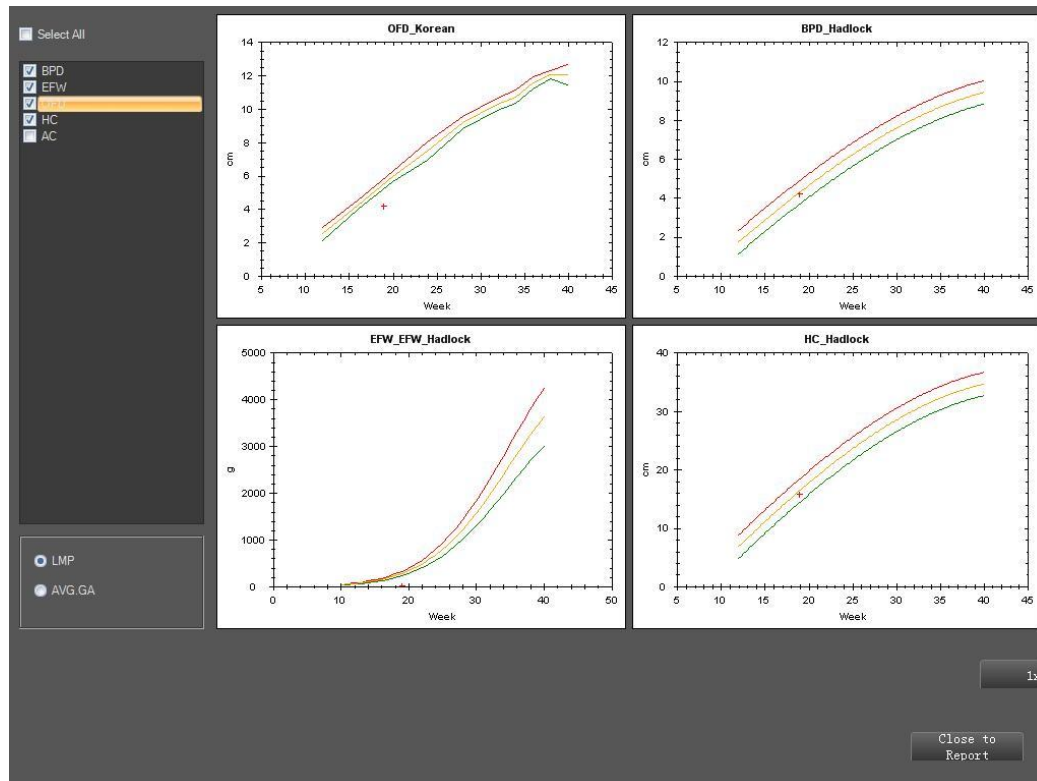 Select All
BPD
EFW
OFD
HC
AC
LMP
AVG.GA
OFD_Korean
14
12
10
8
6
4
2
0
cm
5 10 15 20 25 30 35 40 45
Week
BPD_Hadlock
12
10
8
6
4
2
0
cm
5 10 15 20 25 30 35 40 45
Week
EFW_EFW_Hadlock
5000
4000
3000
2000
1000
0
g
0 10 20 30 40 50
Week
HC_Hadlock
40
30
20
10
0
cm
5 10 15 20 25 30 35 40 45
Week
1x
Close to
Report